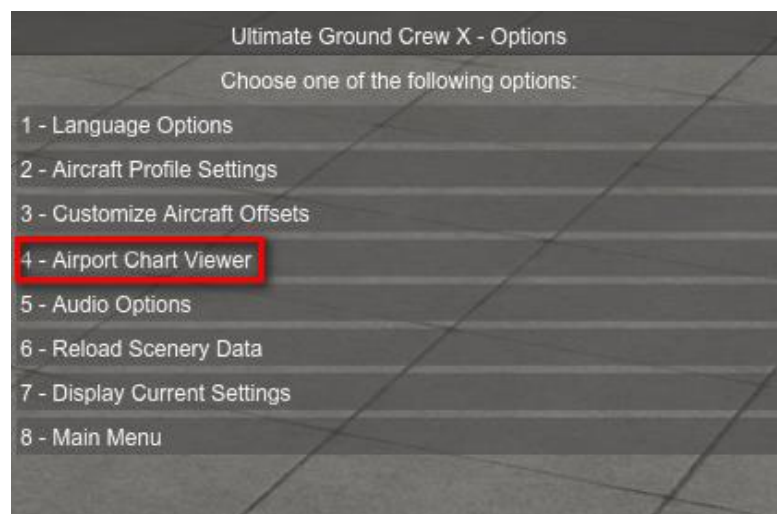 Ultimate Ground Crew X - Options
Choose one of the following options:
1 - Language Options
2 - Aircraft Profile Settings
3 - Customize Aircraft Offsets
4 - Airport Chart Viewer
5 - Audio Options
6 - Reload Scenery Data
7 - Display Current Settings
8 - Main Menu